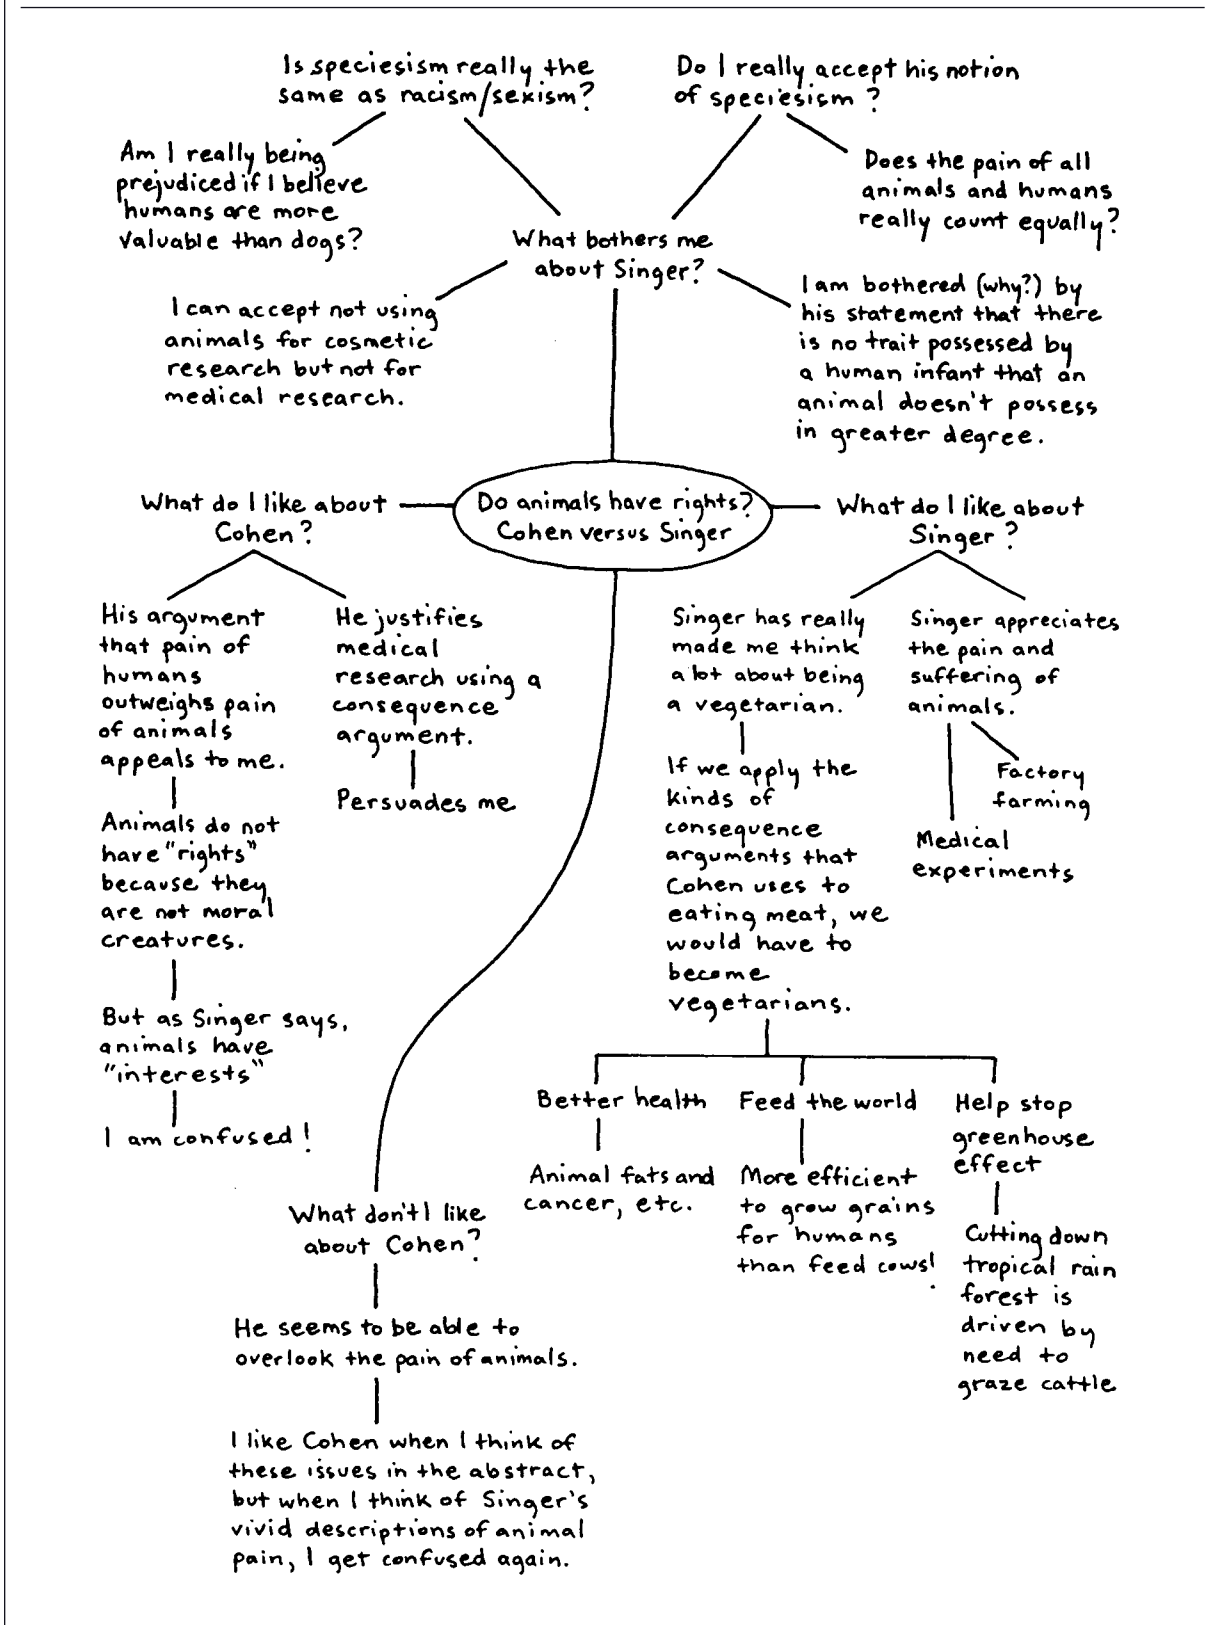 Is speciesism really the
same as racism/sexism?
Do I really accept his notion
of speciesism?
Am I really being
prejudiced if I believe
humans are more
valuable than dogs?
Does the pain of all
animals and humans
really count equally?
What bothers me
about Singer?
I can accept not using
animals for cosmetic
research but not for
medical research.
I am bothered (why?) by
his statement that there
is no trait possessed by
a human infant that an
animal doesn't possess
in greater degree.
Do animals have rights?
Cohen versus Singer
What do I like about
Cohen?
His argument
that pain of
humans
outweighs pain
of animals
appeals to me.
Animals do not
have "rights"
because they
are not moral
creatures.
But as Singer says,
animals have
"interests"
I am confused!
He justifies
medical
research using a
consequence
argument.
Persuades me
What do I like about
Singer?
Singer has really
made me think
a lot about being
a vegetarian.
If we apply the
kinds of
consequence
arguments that
Cohen uses to
eating meat, we
would have to
become
vegetarians.
Better health
Animal fats and
cancer, etc.
Feed the world
More efficient
to grow grains
for humans
than feed cows!
Help stop
greenhouse
effect
Cutting down
tropical rain
forest is
driven by
need to
graze cattle
Singer appreciates
the pain and
suffering of
animals.
Factory
farming
Medical
experiments
What don't I like
about Cohen?
He seems to be able to
overlook the pain of animals.
I like Cohen when I think of
these issues in the abstract,
but when I think of Singer's
vivid descriptions of animal
pain, I get confused again.